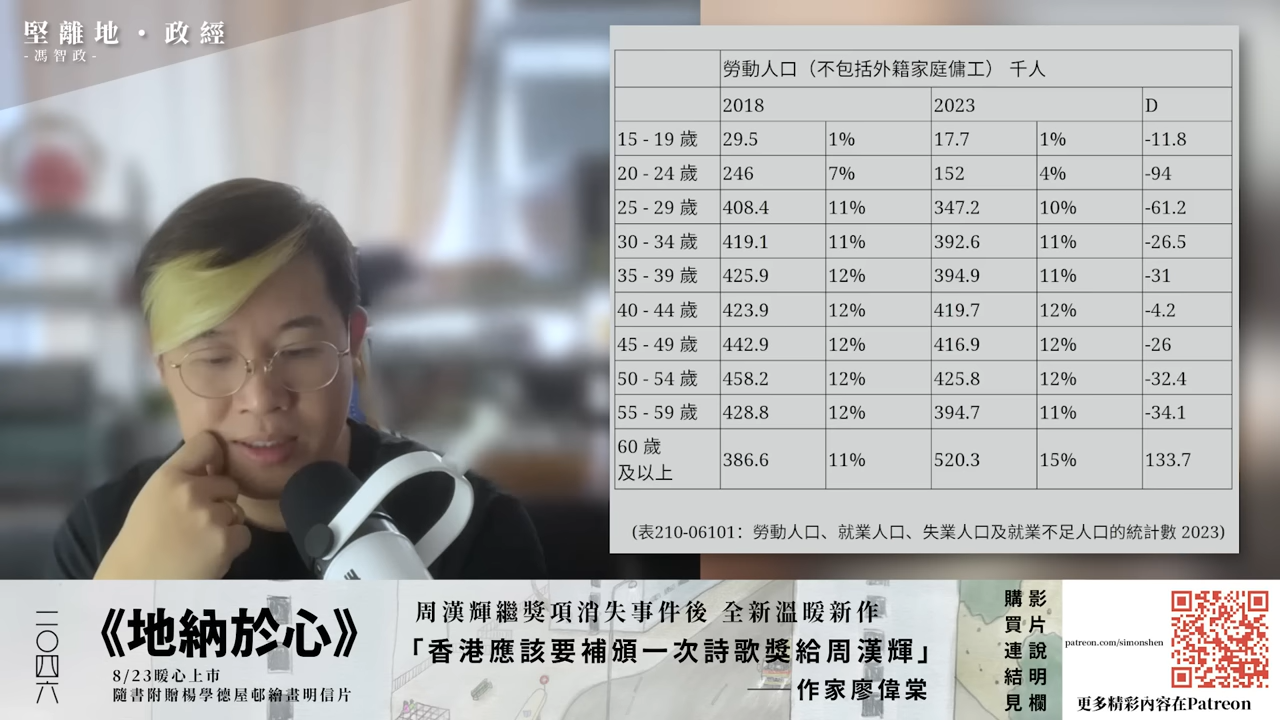 堅離地・政經
-馮智政-
勞動人口（不包括外籍家庭傭工） 千人
2018 2023 D
15 - 19 歲 29.5 1% 17.7 1% -11.8
20 - 24 歲 246 7% 152 4% -94
25 - 29 歲 408.4 11% 347.2 10% -61.2
30 - 34 歲 419.1 11% 392.6 11% -26.5
35 - 39 歲 425.9 12% 394.9 11% -31
40 - 44 歲 423.9 12% 419.7 12% -4.2
45 - 49 歲 442.9 12% 416.9 12% -26
50 - 54 歲 458.2 12% 425.8 12% -32.4
55 - 59 歲 428.8 12% 394.7 11% -34.1
60 歲
及以上 386.6 11% 520.3 15% 133.7
(表210-06101：勞動人口、就業人口、失業人口及就業不足人口的統計數 2023)
二〇四六
《地納於心》
8/23暖心上市
隨書附贈楊學德屋邨繪畫明信片
周漢輝繼獎項消失事件後 全新溫暖新作
「香港應該要補頒一次詩歌獎給周漢輝」
——作家廖偉棠
影片說明欄
購買連結見
patreon.com/simonshen
更多精彩內容在Patreon